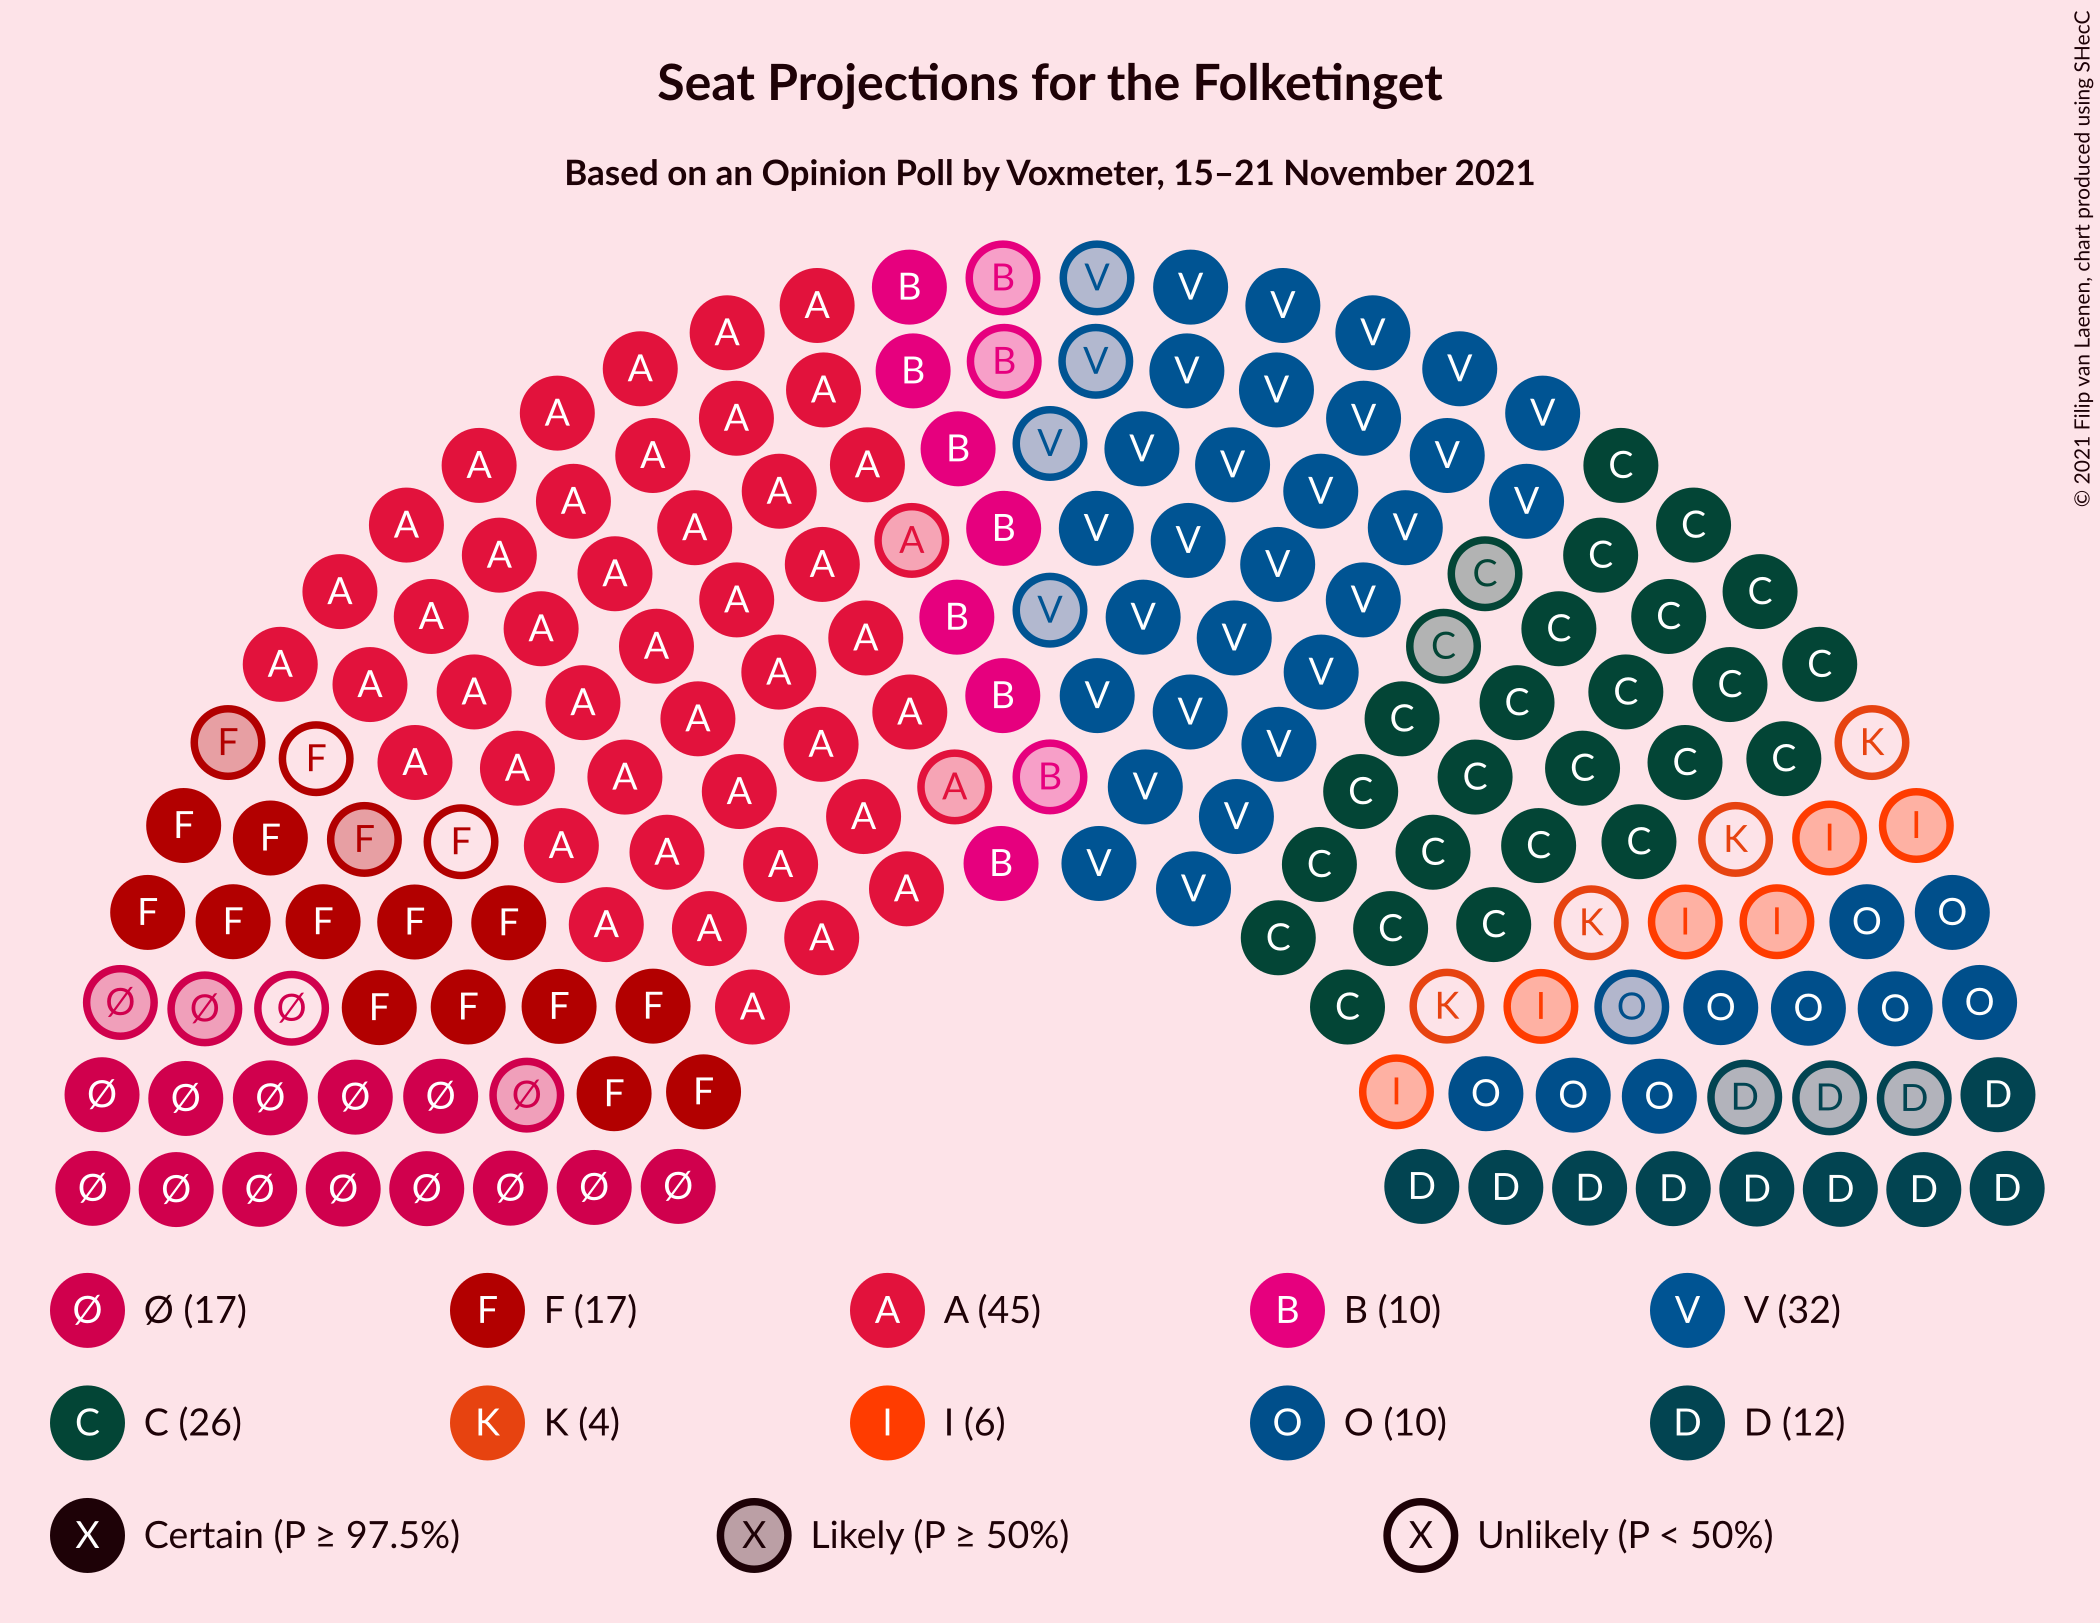 Seat Projections for the Folketinget
Based on an Opinion Poll by Voxmeter, 15–21 November 2021
© 2021 Filip van Laenen, chart produced using SHecC
B B V V
A V
A V
B B V V
A V
A A V V
A V
B V V
A A V C
A V
A A V V
A B V V C
A A V C
A A V C C
A A V C
A A V C
B V V
A A C C
A A V C
A A V C
A A C C
A B V C
A A V C
F A A V C K
F A C C
A A C C
A A B V C C
A A C C
F A V I
F F F K I
A A C C
A B V C
A V
F F F F F A A A C C C K I I O O
Ø Ø Ø F F F F A C K I O O O O O
Ø Ø Ø Ø Ø Ø F F I O O O D D D D
Ø Ø Ø Ø Ø Ø Ø Ø D D D D D D D D
Ø Ø (17) F F (17) A A (45) B B (10) V V (32)
C C (26) K K (4) I I (6) O O (10) D D (12)
X Certain (P ≥ 97.5%) X Likely (P ≥ 50%) X Unlikely (P < 50%)